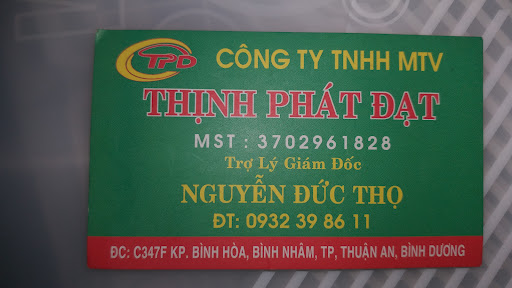 TPD
CÔNG TY TNHH MTV
THỊNH PHÁT ĐẠT
MST : 3702961828
Trợ Lý Giám Đốc
NGUYỄN ĐỨC THỌ
ĐT: 0932 39 86 11
ĐC: C347F KP. BÌNH HÒA, BÌNH NHÂM, TP, THUẬN AN, BÌNH DƯƠNG